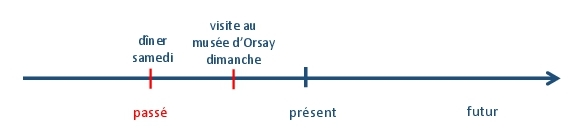 dîner
samedi
visite au
musée d'Orsay
dimanche
passé
présent
futur